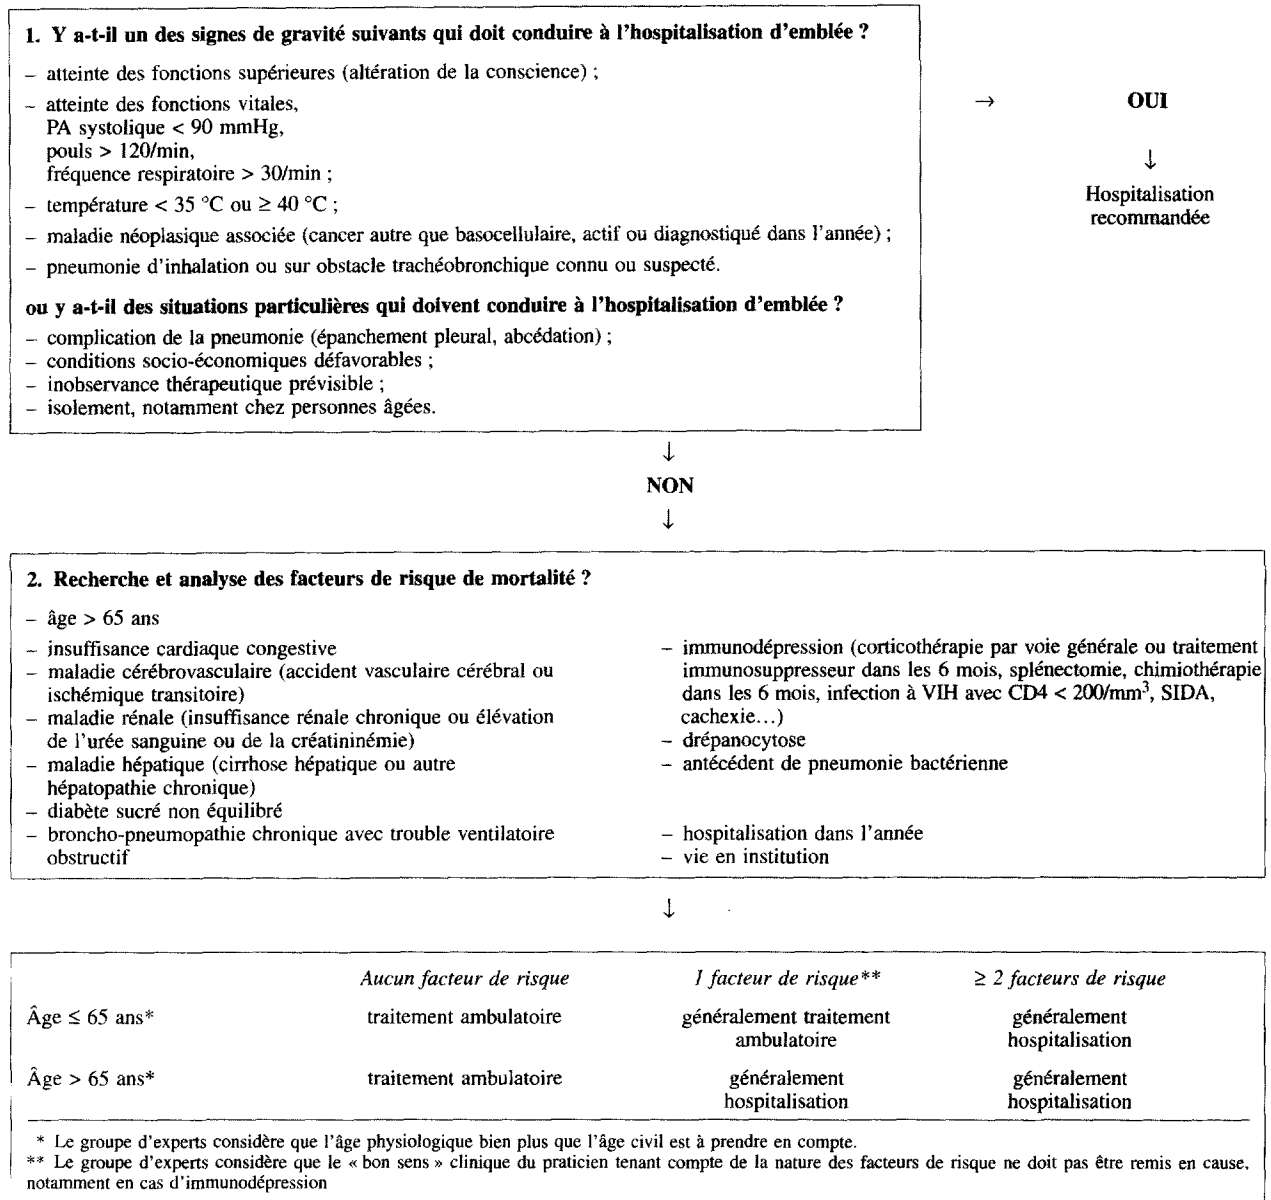 1. Y a-t-il un des signes de gravité suivants qui doit conduire à l'hospitalisation d'emblée ?
– atteinte des fonctions supérieures (altération de la conscience) ;
– atteinte des fonctions vitales,
PA systolique < 90 mmHg,
pouls > 120/min,
fréquence respiratoire > 30/min ;
– température < 35 °C ou ≥ 40 °C ;
– maladie néoplasique associée (cancer autre que basocellulaire, actif ou diagnostiqué dans l'année) ;
– pneumonie d'inhalation ou sur obstacle trachéobronchique connu ou suspecté.
ou y a-t-il des situations particulières qui doivent conduire à l'hospitalisation d'emblée ?
– complication de la pneumonie (épanchement pleural, abcédation) ;
– conditions socio-économiques défavorables ;
– inobservance thérapeutique prévisible ;
– isolement, notamment chez personnes âgées.
→ OUI
↓
Hospitalisation
recommandée
↓
NON
↓
2. Recherche et analyse des facteurs de risque de mortalité ?
– âge > 65 ans
– insuffisance cardiaque congestive
– maladie cérébrovasculaire (accident vasculaire cérébral ou
ischémique transitoire)
– maladie rénale (insuffisance rénale chronique ou élévation
de l'urée sanguine ou de la créatininémie)
– maladie hépatique (cirrhose hépatique ou autre
hépatopathie chronique)
– diabète sucré non équilibré
– broncho-pneumopathie chronique avec trouble ventilatoire
obstructif
– immunodépression (corticothérapie par voie générale ou traitement
immunosuppresseur dans les 6 mois, splénectomie, chimiothérapie
dans les 6 mois, infection à VIH avec CD4 < 200/mm³, SIDA,
cachexie…)
– drépanocytose
– antécédent de pneumonie bactérienne
– hospitalisation dans l'année
– vie en institution
↓
Aucun facteur de risque 1 facteur de risque** ≥ 2 facteurs de risque
Âge ≤ 65 ans* traitement ambulatoire généralement traitement généralement
ambulatoire hospitalisation
Âge > 65 ans* traitement ambulatoire généralement généralement
hospitalisation hospitalisation
* Le groupe d'experts considère que l'âge physiologique bien plus que l'âge civil est à prendre en compte.
** Le groupe d'experts considère que le « bon sens » clinique du praticien tenant compte de la nature des facteurs de risque ne doit pas être remis en cause,
notamment en cas d'immunodépression